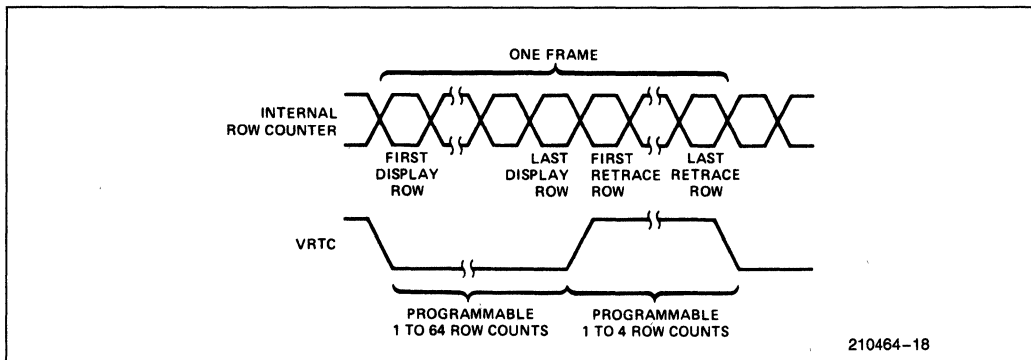 ONE FRAME
INTERNAL
ROW COUNTER
FIRST
DISPLAY
ROW
LAST
DISPLAY
ROW
FIRST
RETRACE
ROW
LAST
RETRACE
ROW
VRTC
PROGRAMMABLE
1 TO 64 ROW COUNTS
PROGRAMMABLE
1 TO 4 ROW COUNTS
210464-18